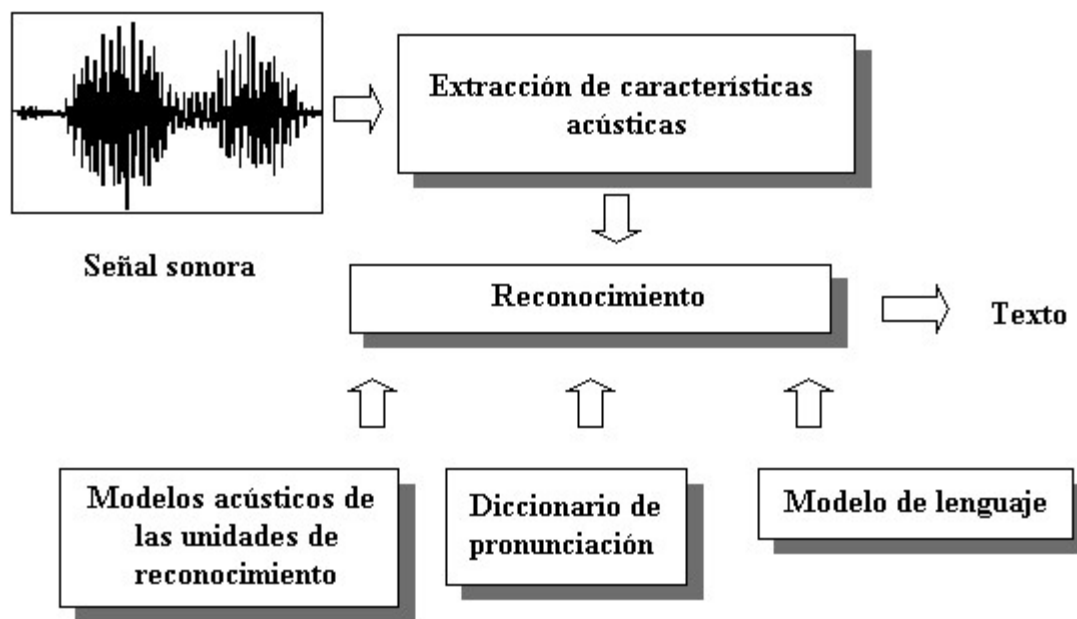 Extracción de característícas
acústicas
Señal sonora
Reconocimiento
Texto
Modelos acústicos de
las unidades de
reconocimiento
Diccionario de
pronunciación
Modelo de lenguaje